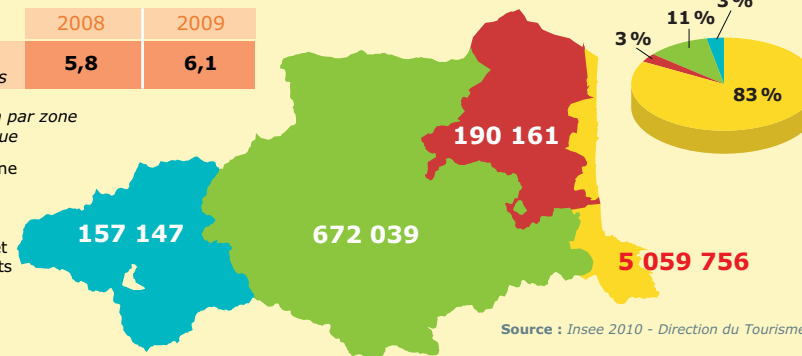 2008 2009
5,8 6,1
s
par zone
ue
ne
et
ts
3 %
11 %
3 %
83 %
190 161
157 147
672 039
5 059 756
Source : Insee 2010 - Direction du Tourisme